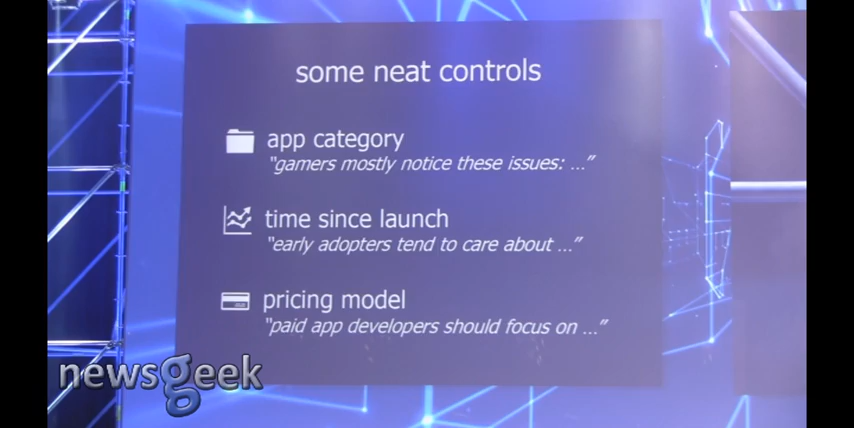 some neat controls
app category
"gamers mostly notice these issues: ..."
time since launch
"early adopters tend to care about ..."
pricing model
"paid app developers should focus on ..."
newsgeek